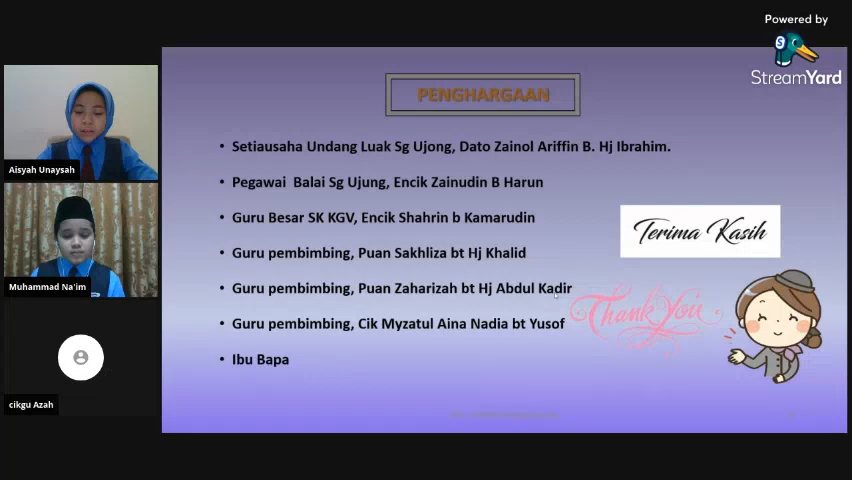 Powered by
StreamYard
PENGHARGAAN
• Setiausaha Undang Luak Sg Ujong, Dato Zainol Ariffin B. Hj Ibrahim.
• Pegawai Balai Sg Ujung, Encik Zainudin B Harun
• Guru Besar SK KGV, Encik Shahrin b Kamarudin
• Guru pembimbing, Puan Sakhliza bt Hj Khalid
• Guru pembimbing, Puan Zaharizah bt Hj Abdul Kadir
• Guru pembimbing, Cik Myzatul Aina Nadia bt Yusof
• Ibu Bapa
Terima Kasih
Thank You
Aisyah Unaysah
Muhammad Na'im
cikgu Azah